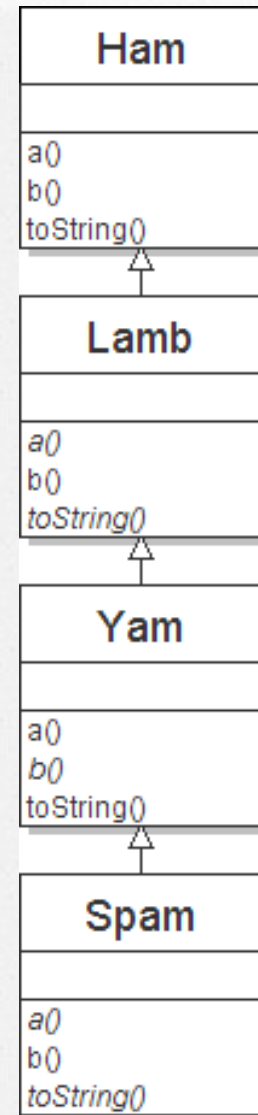 Ham
a()
b()
toString()
Lamb
a()
b()
toString()
Yam
a()
b()
toString()
Spam
a()
b()
toString()